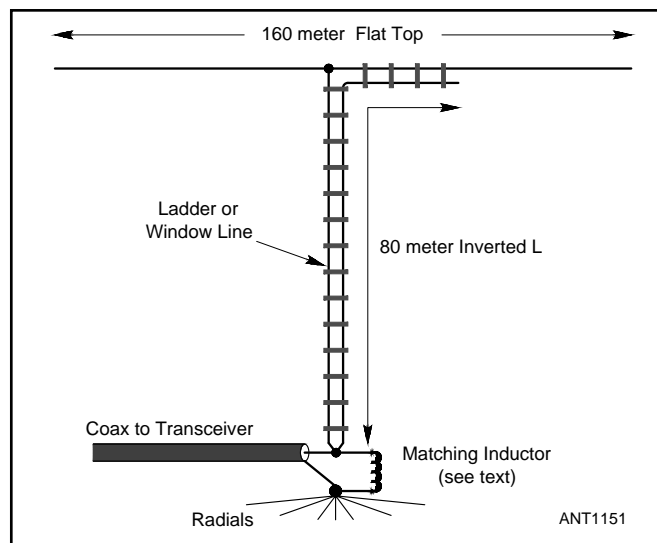 160 meter Flat Top
Ladder or
Window Line
80 meter Inverted L
Coax to Transceiver
Matching Inductor
(see text)
Radials
ANT1151